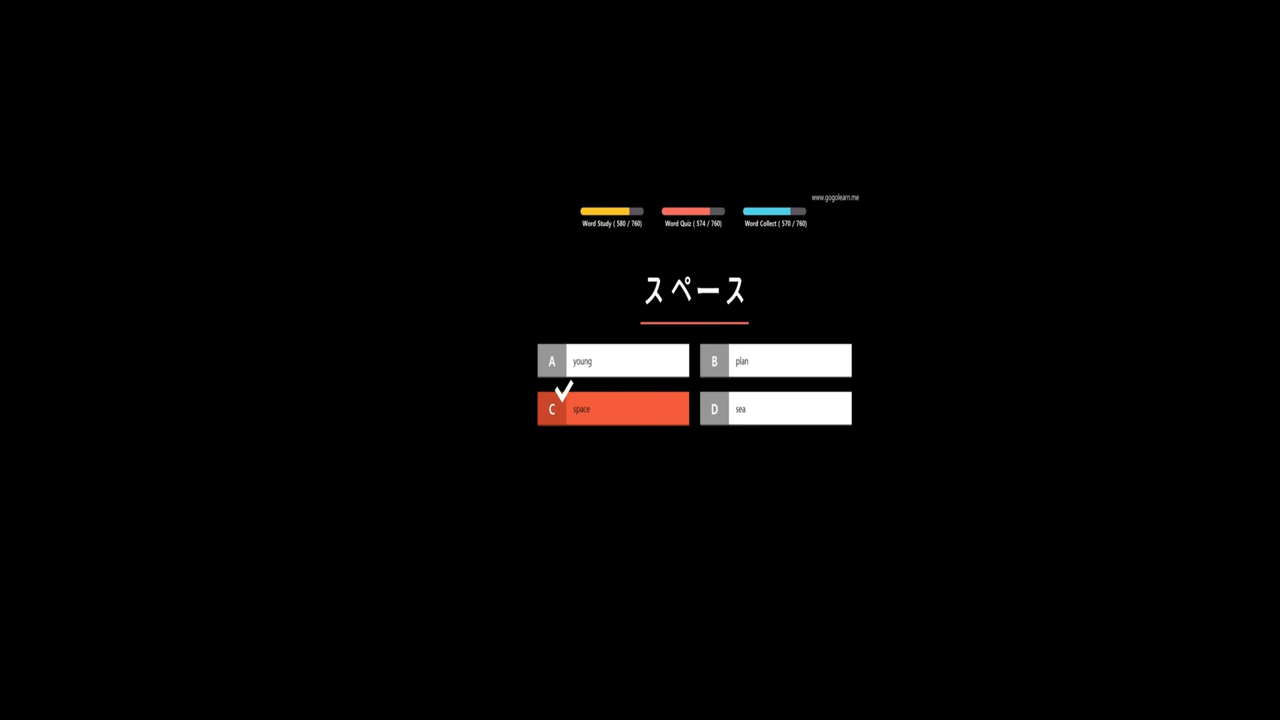 www.gogolearn.me
Word Study ( 580 / 760)
Word Quiz ( 574 / 760)
Word Collect ( 570 / 760)
スペース
A young
B plan
C space
D sea